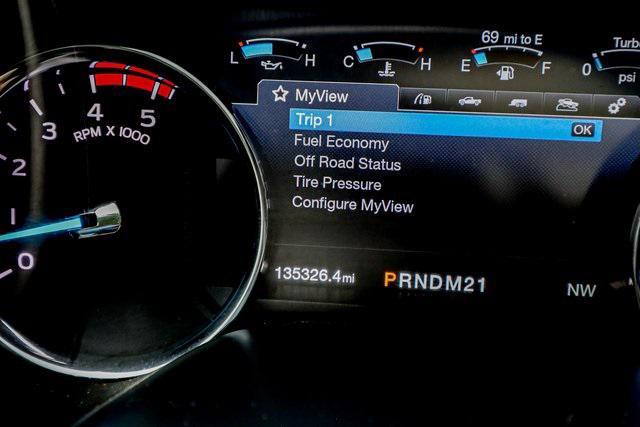 69 mi to E
Turbo
L H
C H
E F
0
psi
MyView
Trip 1 OK
Fuel Economy
Off Road Status
Tire Pressure
Configure MyView
135326.4mi
PRNDM21
NW
4 5
3
RPM X 1000
2
1
0